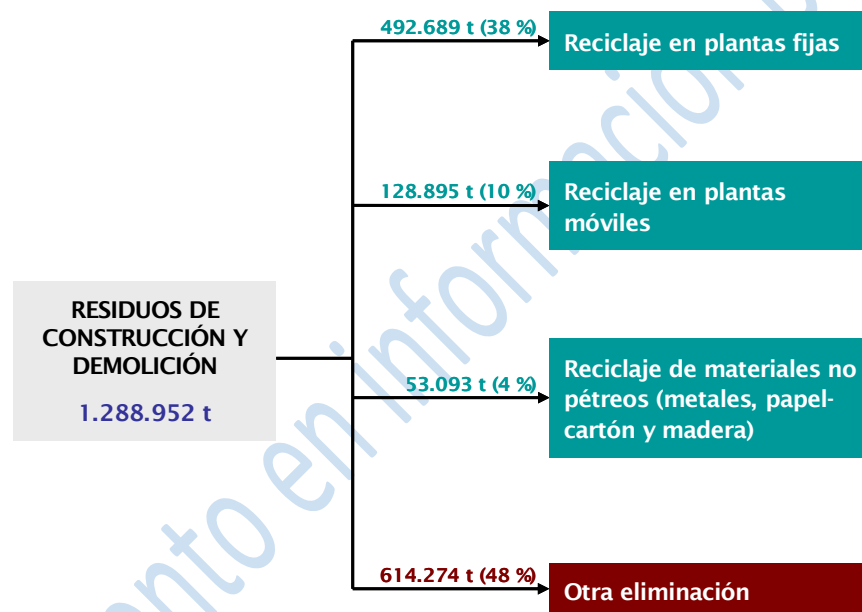 492.689 t (38 %)
Reciclaje en plantas fijas
128.895 t (10 %)
Reciclaje en plantas
móviles
RESIDUOS DE
CONSTRUCCIÓN Y
DEMOLICIÓN
1.288.952 t
53.093 t (4 %)
Reciclaje de materiales no
pétreos (metales, papel-
cartón y madera)
614.274 t (48 %)
Otra eliminación